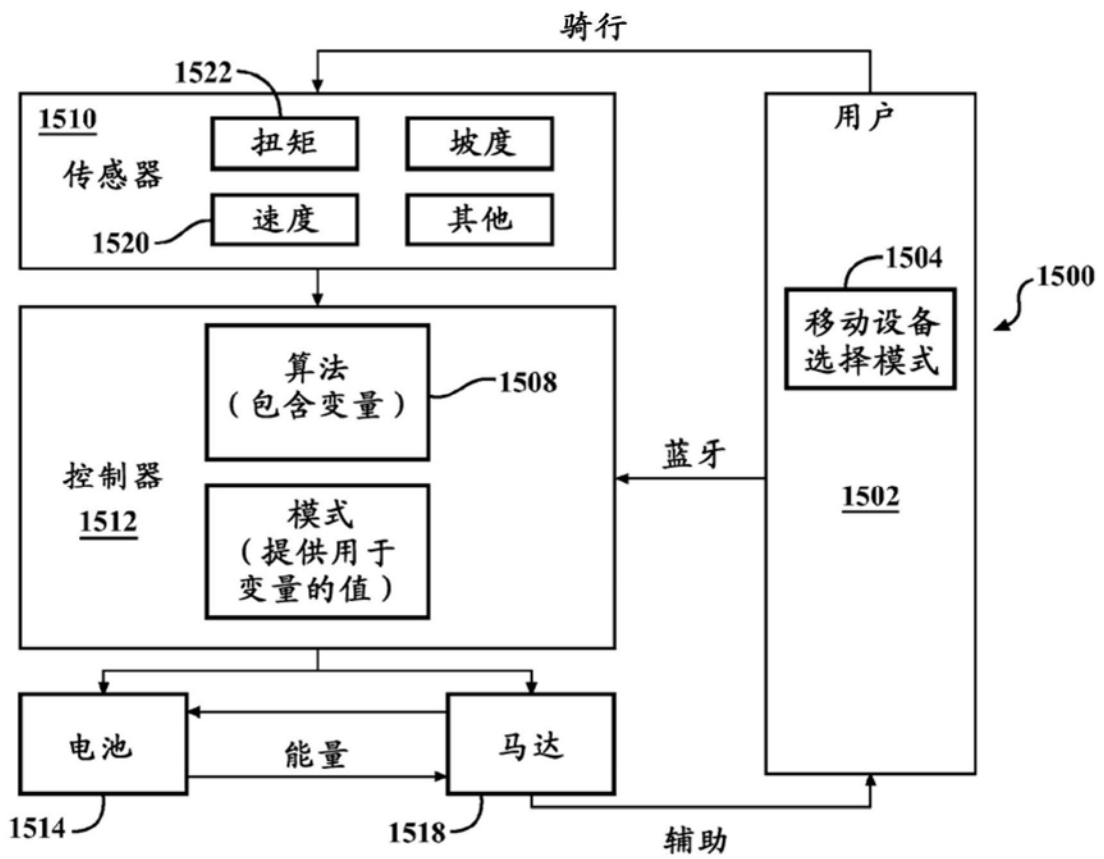 骑行
1522
1510
传感器
扭矩
坡度
1520
速度
其他
用户
1504
移动设备
选择模式
1500
1502
算法
（包含变量）
1508
蓝牙
控制器
1512
模式
（提供用于
变量的值）
电池
能量
马达
1514
1518
辅助